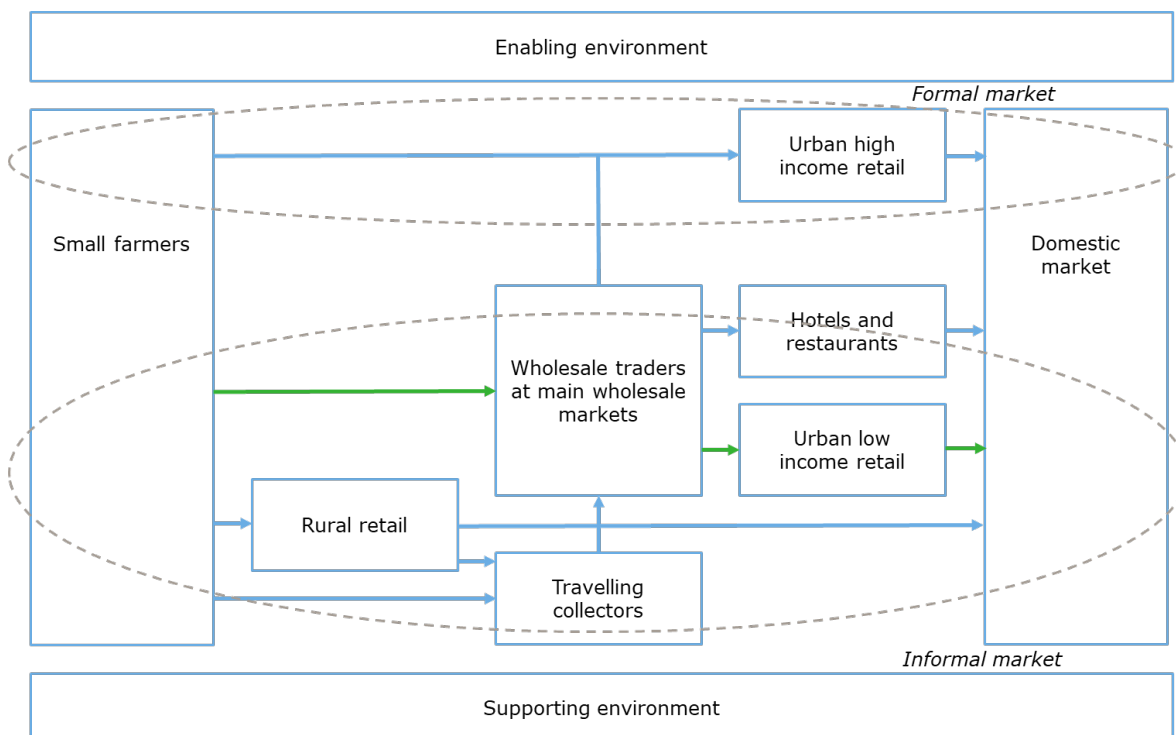 Enabling environment
Formal market
Urban high
income retail
Small farmers
Domestic
market
Hotels and
restaurants
Wholesale traders
at main wholesale
markets
Urban low
income retail
Rural retail
Travelling
collectors
Informal market
Supporting environment